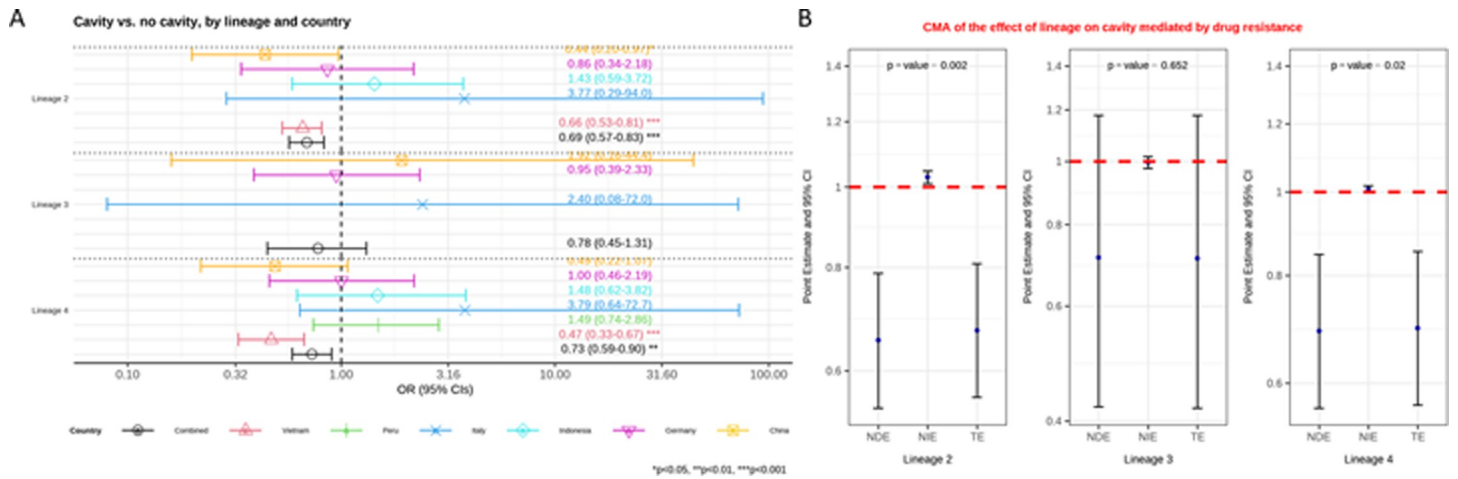 A
Cavity vs. no cavity, by lineage and country
Lineage 2
0.86 (0.34-2.18)
1.43 (0.59-3.72)
3.77 (0.29-94.0)
0.66 (0.53-0.81) ***
0.69 (0.57-0.83) ***
Lineage 3
0.95 (0.39-2.33)
2.40 (0.08-72.0)
0.78 (0.45-1.31)
Lineage 4
1.00 (0.46-2.19)
1.48 (0.62-3.82)
3.79 (0.64-72.7)
1.49 (0.74-2.86)
0.47 (0.33-0.67) ***
0.73 (0.59-0.90) **
0.10 0.32 1.00 3.16 10.00 31.60 100.00
OR (95% CIs)
Country Combined Vietnam Peru Italy Indonesia Germany China
*p<0.05, **p<0.01, ***p<0.001
B
CMA of the effect of lineage on cavity mediated by drug resistance
Point Estimate and 95% CI
1.4
1.2
1
0.8
0.6
p - value - 0.002
NDE NIE TE
Lineage 2
Point Estimate and 95% CI
1.4
1.2
1
0.8
0.6
0.4
p - value - 0.652
NDE NIE TE
Lineage 3
Point Estimate and 95% CI
1.4
1.2
1
0.8
0.6
p - value - 0.02
NDE NIE TE
Lineage 4